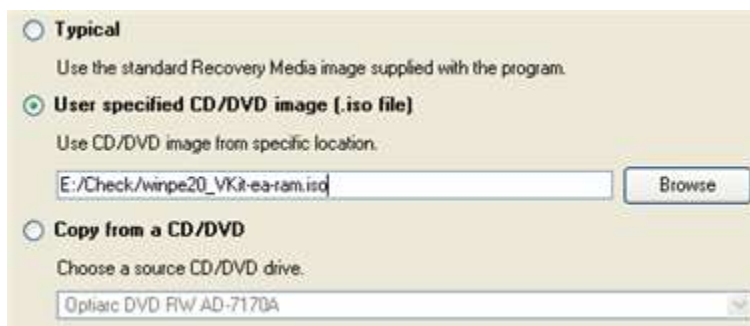 Typical
Use the standard Recovery Media image supplied with the program.
User specified CD/DVD image (.iso file)
Use CD/DVD image from specific location.
E:/Check/winpe20_VKit-ea-ram.iso
Browse
Copy from a CD/DVD
Choose a source CD/DVD drive.
Optiarc DVD RW AD-7170A